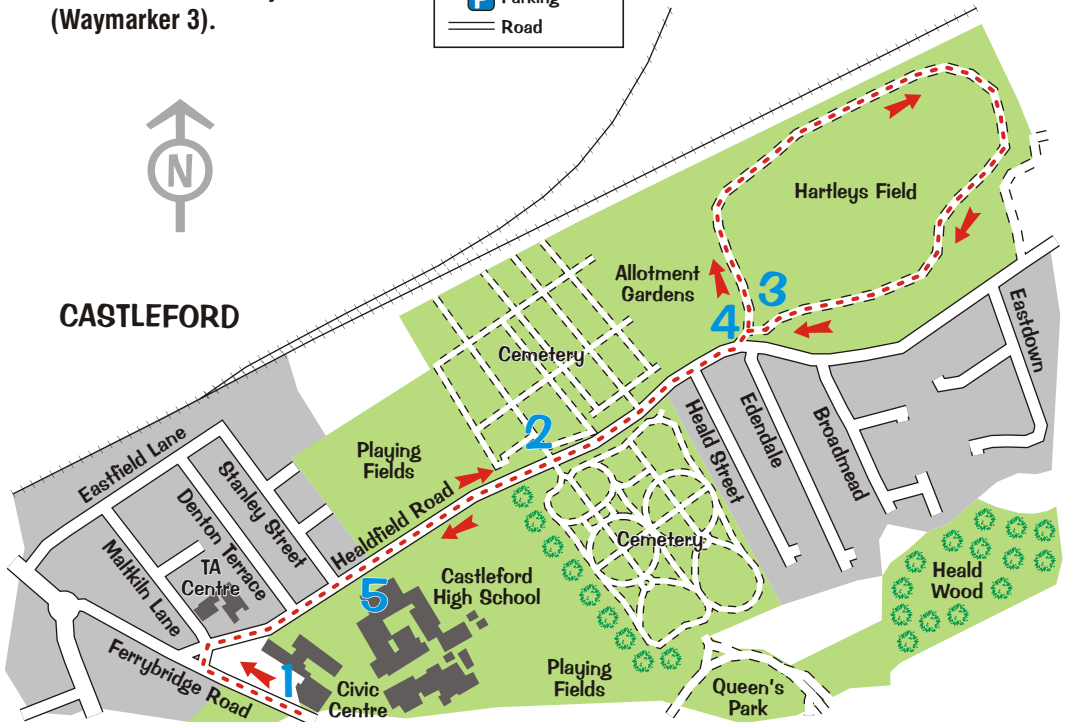 (Waymarker 3).
P Parking
Road
N
CASTLEFORD
Hartleys Field
Allotment
Gardens
3
4
Eastdown
Cemetery
Heald Street
Edendale
Broadmead
2
Playing
Fields
Eastfield Lane
Stanley Street
Denton Terrace
Healdfield Road
Maltkiln Lane
TA
Centre
Cemetery
5
Castleford
High School
Heald
Wood
Ferrybridge Road
1
Civic
Centre
Playing
Fields
Queen's
Park